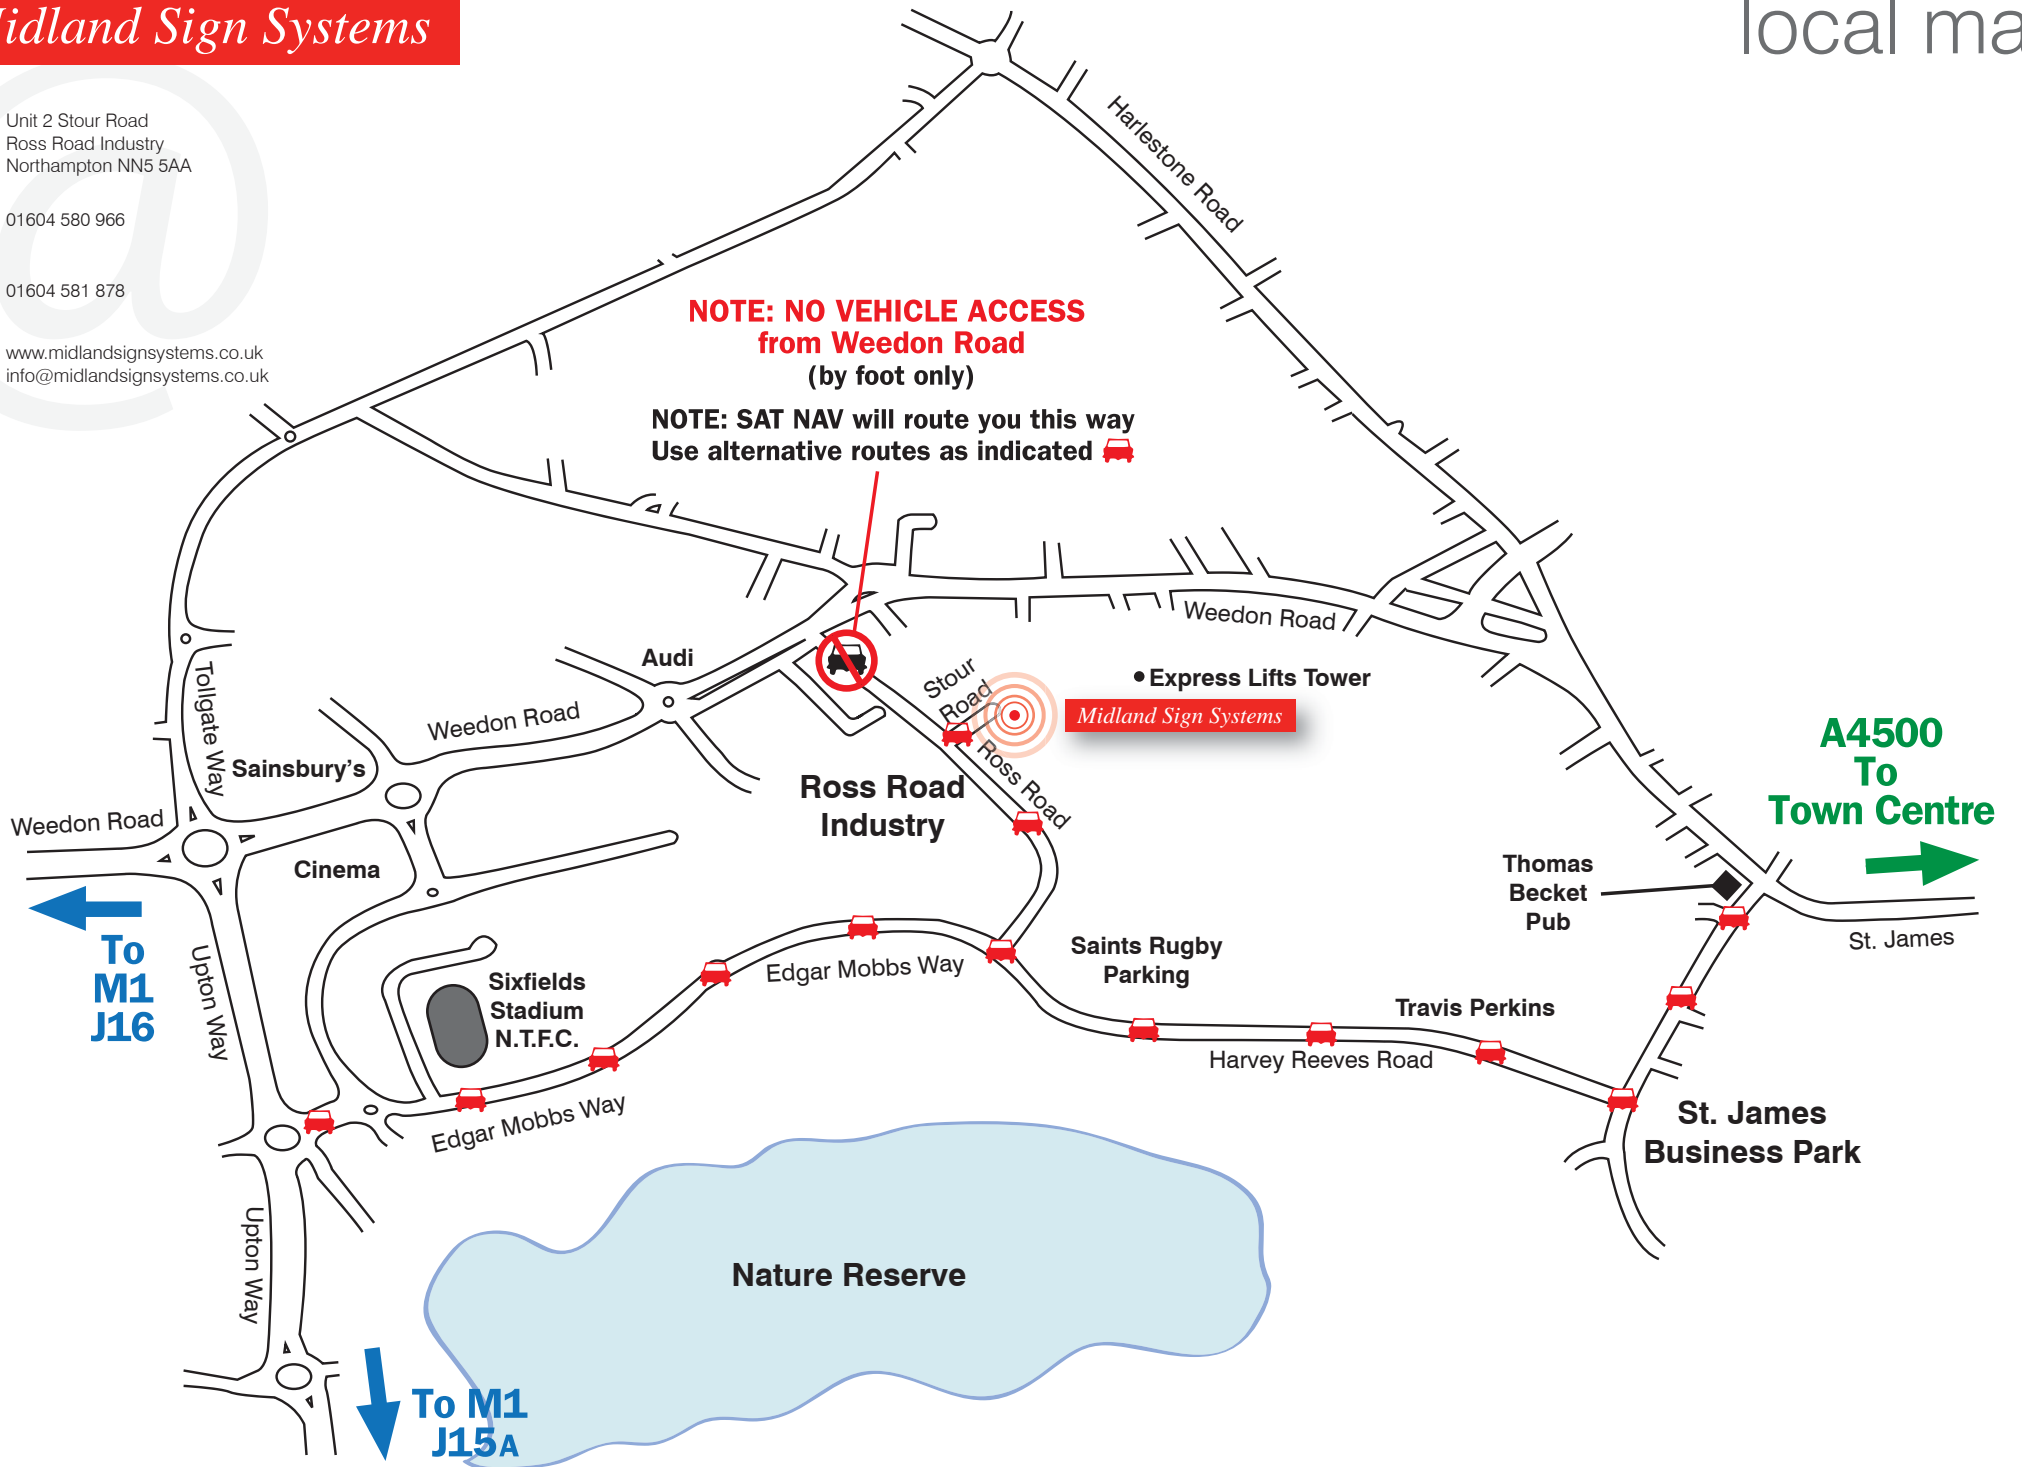 Midland Sign Systems
local ma
Unit 2 Stour Road
Ross Road Industry
Northampton NN5 5AA
01604 580 966
01604 581 878
www.midlandsignsystems.co.uk
info@midlandsignsystems.co.uk
@
Harlestone Road
NOTE: NO VEHICLE ACCESS
from Weedon Road
(by foot only)
NOTE: SAT NAV will route you this way
Use alternative routes as indicated
Weedon Road
Audi
Stour
Road
Express Lifts Tower
Midland Sign Systems
Tollgate Way
Weedon Road
Sainsbury's
Ross Road
Ross Road
Industry
A4500
To
Town Centre
Weedon Road
Cinema
Thomas
Becket
Pub
St. James
To
M1
J16
Upton Way
Sixfields
Stadium
N.T.F.C.
Edgar Mobbs Way
Saints Rugby
Parking
Travis Perkins
Harvey Reeves Road
Edgar Mobbs Way
St. James
Business Park
Upton Way
Nature Reserve
To M1
J15A